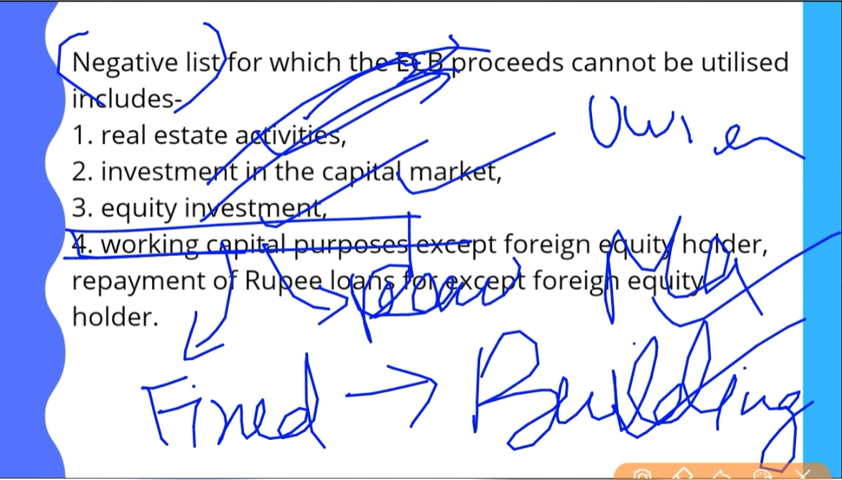 Negative list for which the ECB proceeds cannot be utilised
includes-
1. real estate activities,
2. investment in the capital market,
3. equity investment,
4. working capital purposes except foreign equity holder,
repayment of Rupee loans for except foreign equity
holder.
Fixed → Building